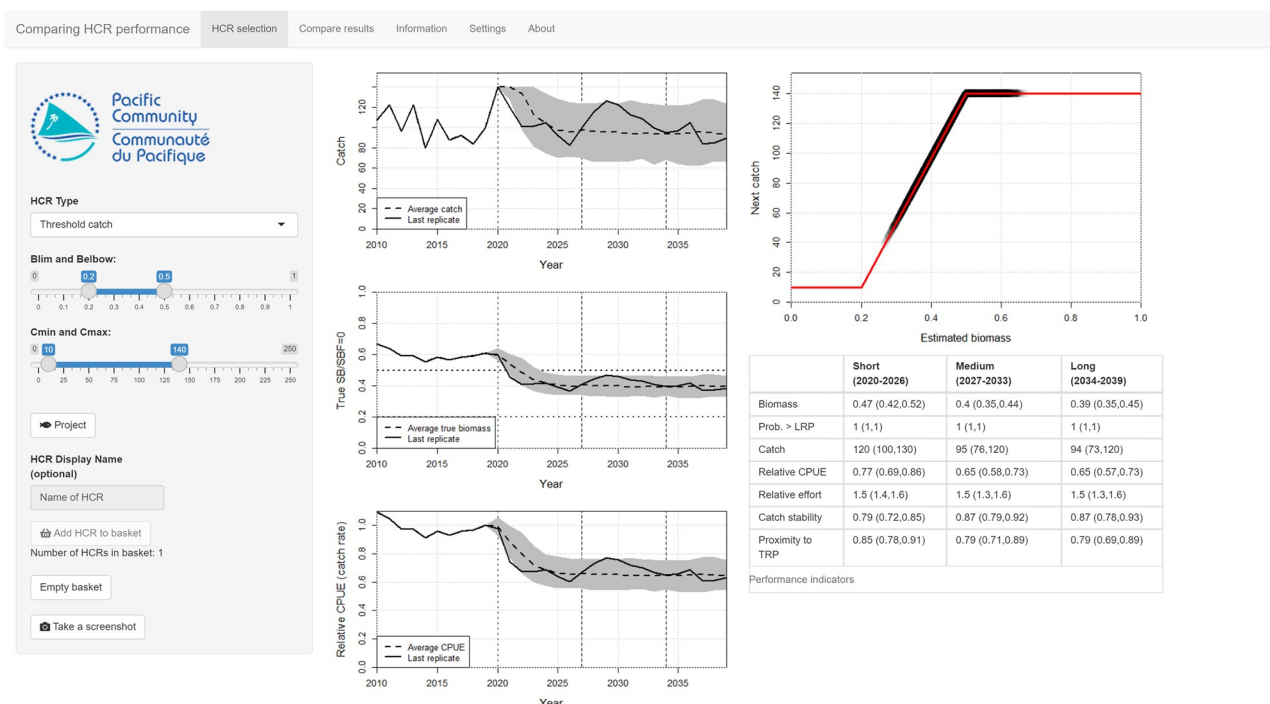 Comparing HCR performance
HCR selection
Compare results
Information
Settings
About
Pacific
Community
Communauté
du Pacifique
HCR Type
Threshold catch
Blim and Belbow:
0 0.2 0.5 1
0 0.1 0.2 0.3 0.4 0.5 0.6 0.7 0.8 0.9 1
Cmin and Cmax:
0 10 140 250
0 25 50 75 100 125 150 175 200 225 250
Project
HCR Display Name
(optional)
Name of HCR
Add HCR to basket
Number of HCRs in basket: 1
Empty basket
Take a screenshot
Catch
120
80
60
40
20
0
Average catch
Last replicate
2010 2015 2020 2025 2030 2035
Year
True SB/SBF=0
1.0
0.8
0.6
0.4
0.2
0.0
Average true biomass
Last replicate
2010 2015 2020 2025 2030 2035
Year
Relative CPUE (catch rate)
1.0
0.8
0.6
0.4
0.2
0.0
Average CPUE
Last replicate
2010 2015 2020 2025 2030 2035
Year
Next catch
140
120
100
80
60
40
20
0
0.0 0.2 0.4 0.6 0.8 1.0
Estimated biomass
Short Medium Long
(2020-2026) (2027-2033) (2034-2039)
Biomass 0.47 (0.42,0.52) 0.4 (0.35,0.44) 0.39 (0.35,0.45)
Prob. > LRP 1 (1,1) 1 (1,1) 1 (1,1)
Catch 120 (100,130) 95 (76,120) 94 (73,120)
Relative CPUE 0.77 (0.69,0.86) 0.65 (0.58,0.73) 0.65 (0.57,0.73)
Relative effort 1.5 (1.4,1.6) 1.5 (1.3,1.6) 1.5 (1.3,1.6)
Catch stability 0.79 (0.72,0.85) 0.87 (0.79,0.92) 0.87 (0.78,0.93)
Proximity to 0.85 (0.78,0.91) 0.79 (0.71,0.89) 0.79 (0.69,0.89)
TRP
Performance indicators